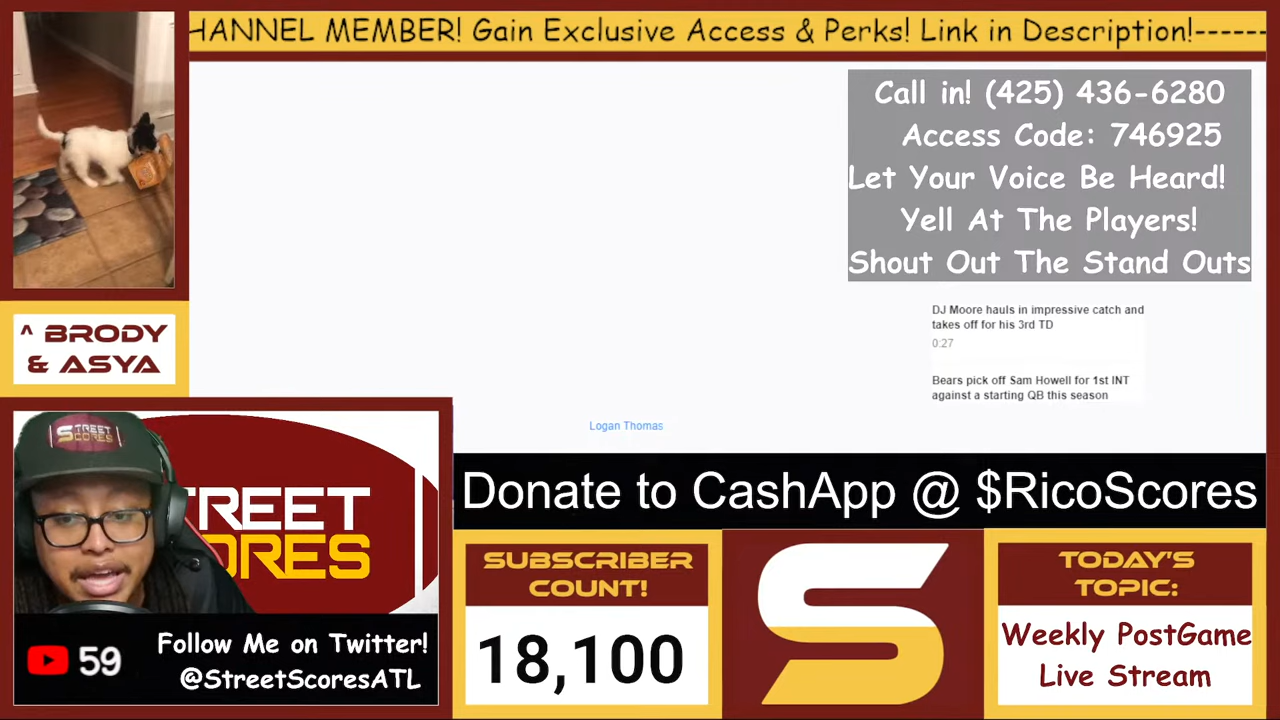 HANNEL MEMBER! Gain Exclusive Access & Perks! Link in Description!------
Call in! (425) 436-6280
Access Code: 746925
Let Your Voice Be Heard!
Yell At The Players!
Shout Out The Stand Outs
DJ Moore hauls in impressive catch and
takes off for his 3rd TD
0:27
Bears pick off Sam Howell for 1st INT
against a starting QB this season
Logan Thomas
^ BRODY
& ASYA
STREET
SCORES
TREET
ORES
Donate to CashApp @ $RicoScores
59
Follow Me on Twitter!
@StreetScoresATL
SUBSCRIBER
COUNT!
18,100
S
TODAY'S
TOPIC:
Weekly PostGame
Live Stream